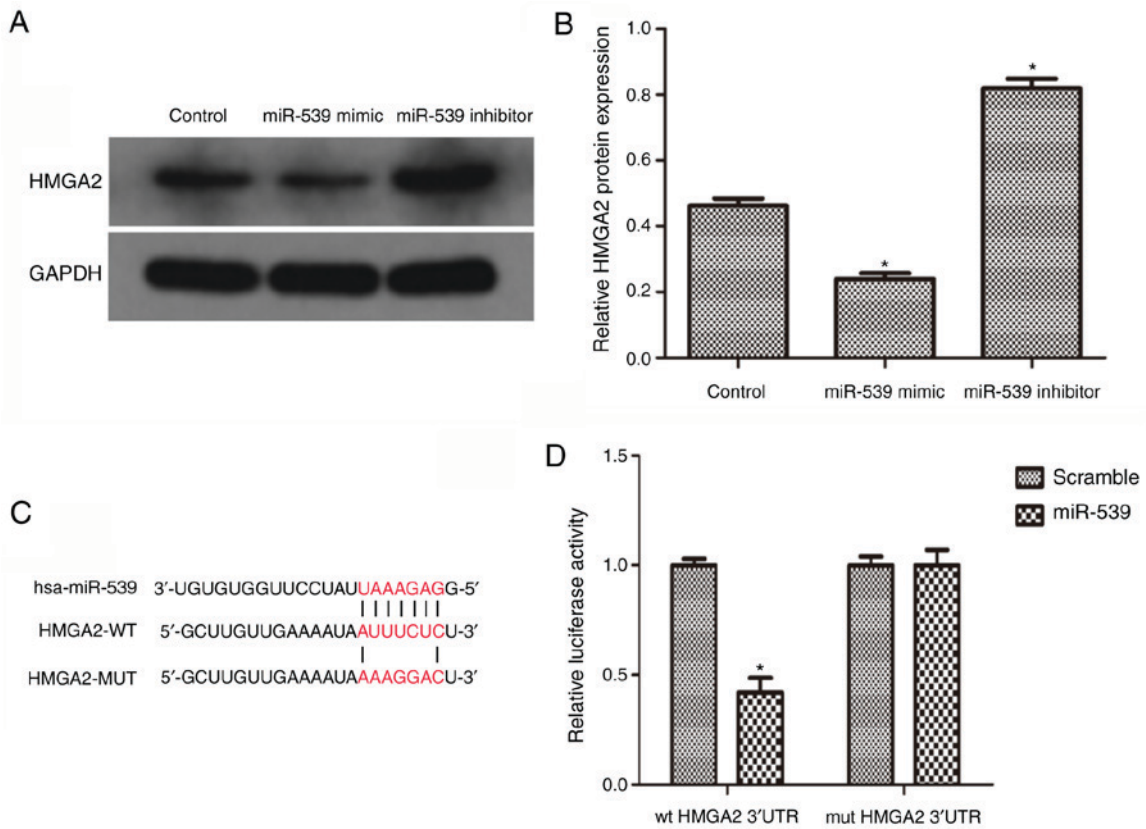 A
Control miR-539 mimic miR-539 inhibitor
HMGA2
GAPDH
B
Relative HMGA2 protein expression
1.0
0.8
0.6
0.4
0.2
0.0
*
*
Control miR-539 mimic miR-539 inhibitor
C
hsa-miR-539 3′-UGUGUGGUUCCUAUUAAAGAGG-5′
HMGA2-WT 5′-GCUUGUUGAAAAUAAUUUCUCU-3′
HMGA2-MUT 5′-GCUUGUUGAAAAUAAAAGGACU-3′
D
Relative luciferase activity
1.5
1.0
0.5
0.0
*
Scramble
miR-539
wt HMGA2 3′UTR mut HMGA2 3′UTR